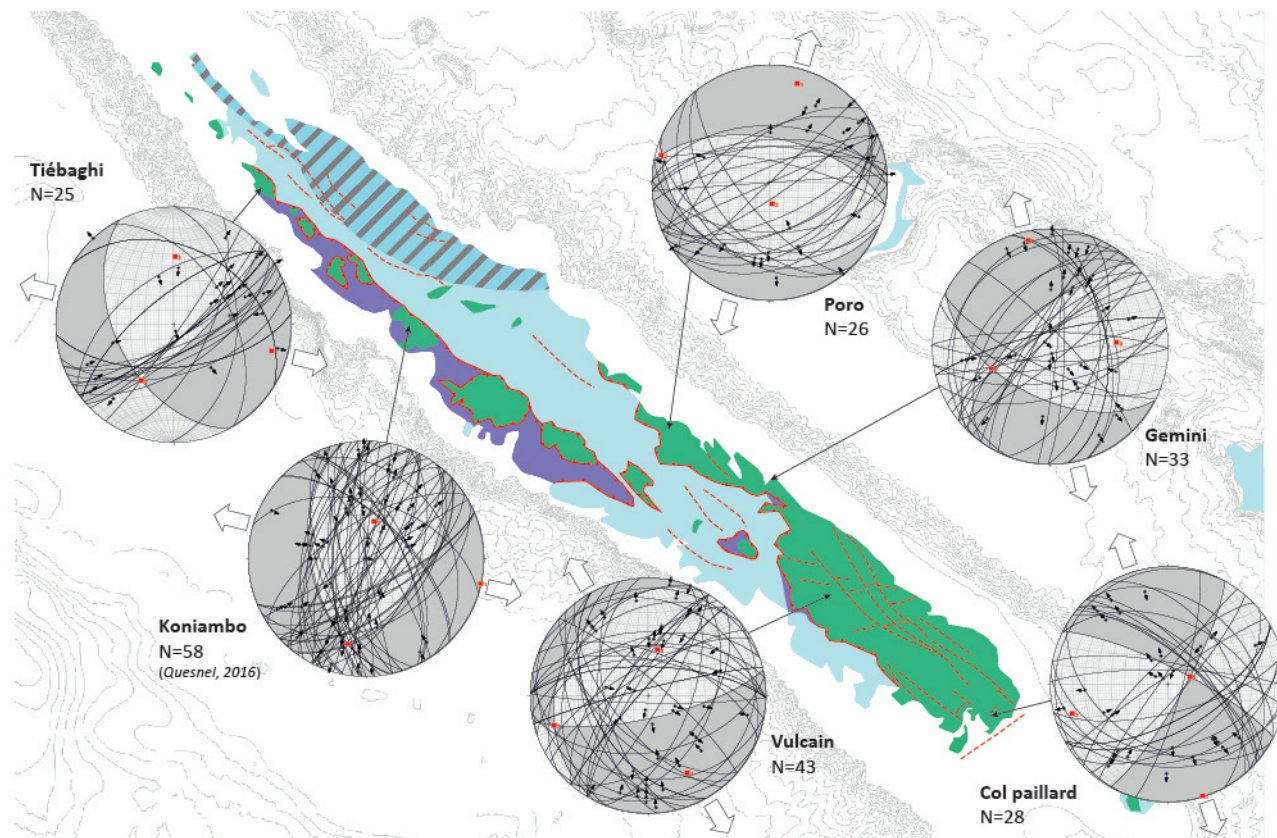 Tiébaghi
N=25
Poro
N=26
Gemini
N=33
Koniambo
N=58
(Quesnel, 2016)
Vulcain
N=43
Col paillard
N=28